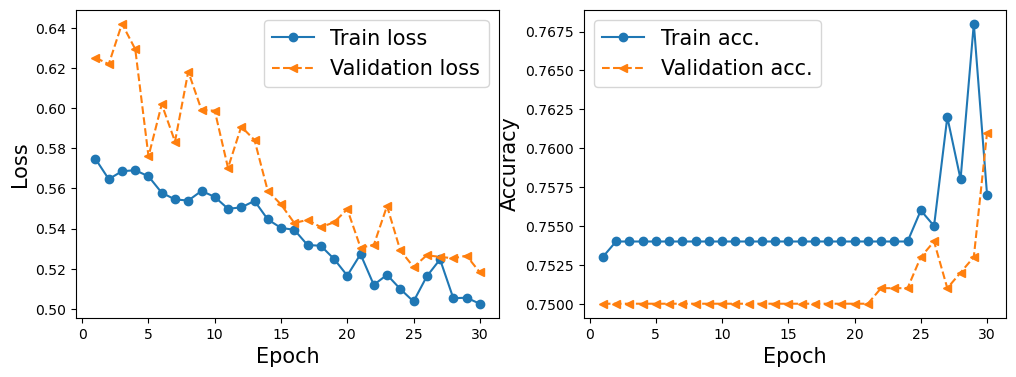 0.64
0.62
0.60
0.58
0.56
0.54
0.52
0.50
Loss
Train loss
Validation loss
0 5 10 15 20 25 30
Epoch
0.7675
0.7650
0.7625
0.7600
0.7575
0.7550
0.7525
0.7500
Accuracy
Train acc.
Validation acc.
0 5 10 15 20 25 30
Epoch